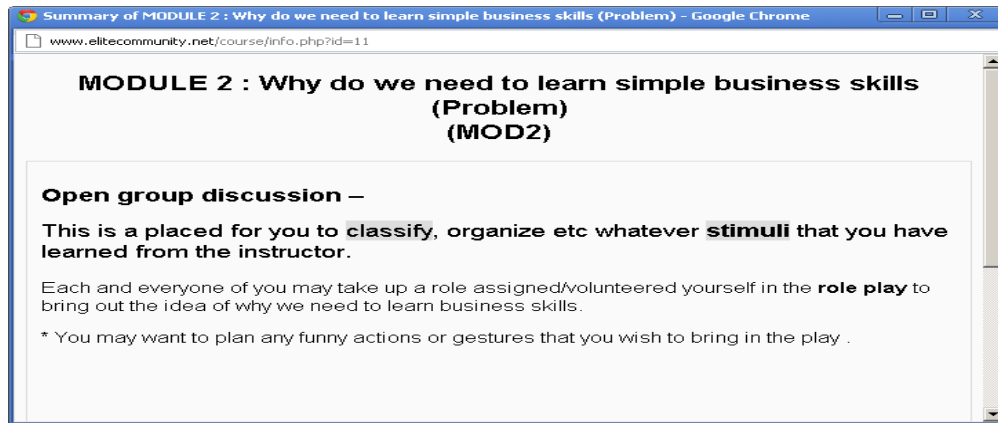 Summary of MODULE 2 : Why do we need to learn simple business skills (Problem) - Google Chrome
www.elitecommunity.net/course/info.php?id=11
MODULE 2 : Why do we need to learn simple business skills
(Problem)
(MOD2)
Open group discussion –
This is a placed for you to classify, organize etc whatever stimuli that you have
learned from the instructor.
Each and everyone of you may take up a role assigned/volunteered yourself in the role play to
bring out the idea of why we need to learn business skills.
* You may want to plan any funny actions or gestures that you wish to bring in the play .